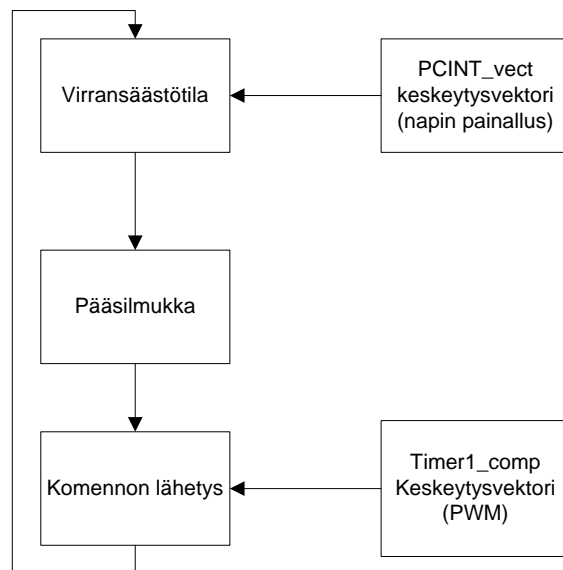 Virransäästötila
PCINT_vect
keskeytysvektori
(napin painallus)
Pääsilmukka
Komennon lähetys
Timer1_comp
Keskeytysvektori
(PWM)